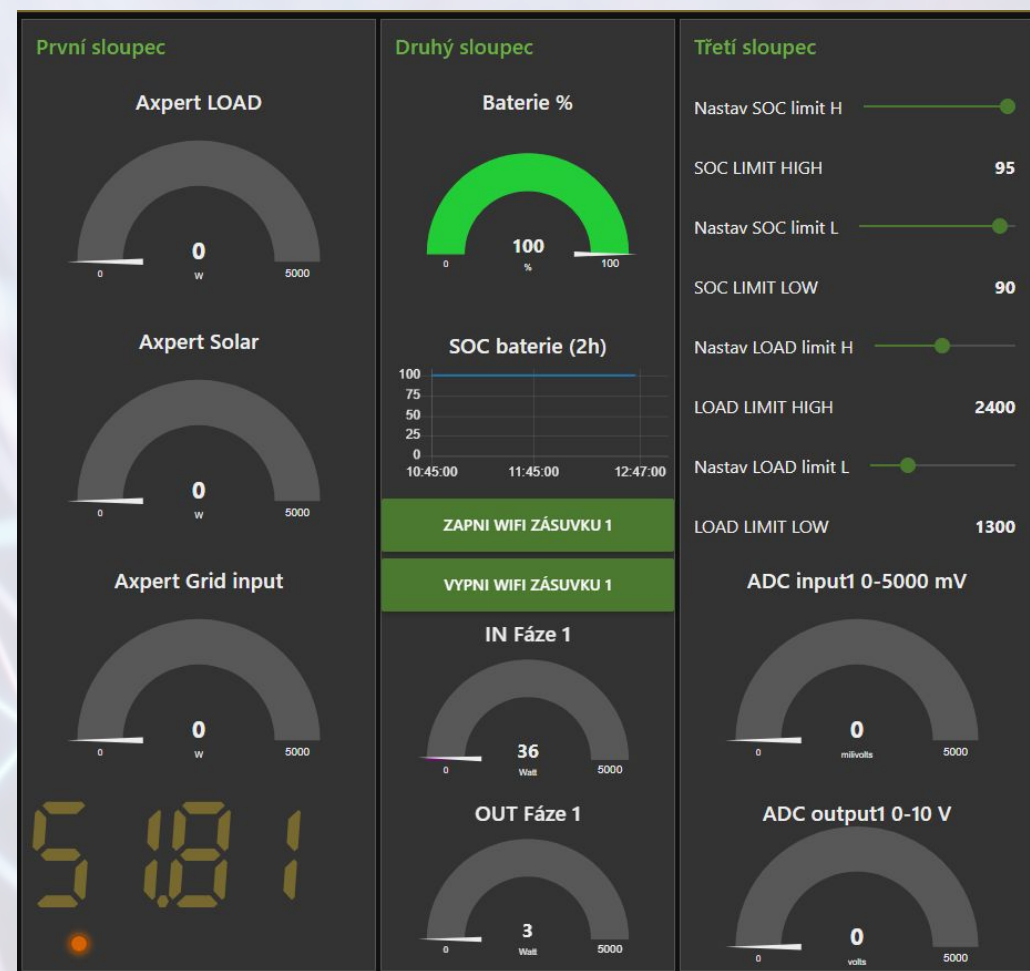 První sloupec
Axpert LOAD
0
W
0
5000
Axpert Solar
0
W
0
5000
Axpert Grid input
0
W
0
5000
51.81
Druhý sloupec
Baterie %
100
%
0
100
SOC baterie (2h)
100
75
50
25
0
10:45:00 11:45:00 12:47:00
ZAPNI WIFI ZÁSUVKU 1
VYPNI WIFI ZÁSUVKU 1
IN Fáze 1
36
Watt
0
5000
OUT Fáze 1
3
Watt
0
5000
Třetí sloupec
Nastav SOC limit H
SOC LIMIT HIGH 95
Nastav SOC limit L
SOC LIMIT LOW 90
Nastav LOAD limit H
LOAD LIMIT HIGH 2400
Nastav LOAD limit L
LOAD LIMIT LOW 1300
ADC input1 0-5000 mV
0
milivolts
0
5000
ADC output1 0-10 V
0
volts
0
5000